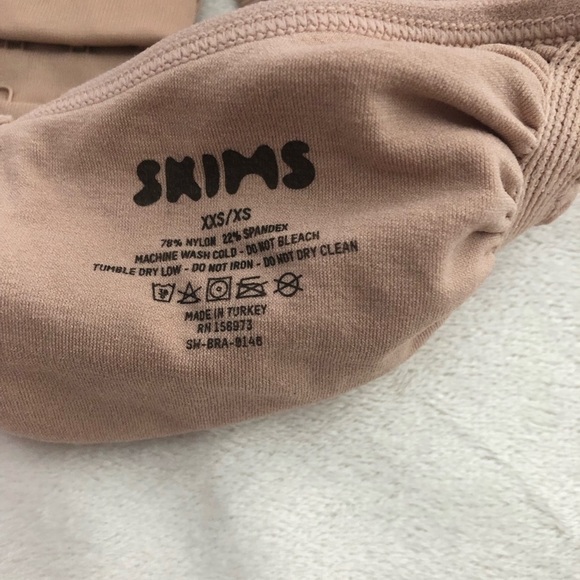 SKIMS
XXS/XS
78% NYLON 22% SPANDEX
MACHINE WASH COLD - DO NOT BLEACH
TUMBLE DRY LOW - DO NOT IRON - DO NOT DRY CLEAN
MADE IN TURKEY
RN 156973
SW-BRA-0146